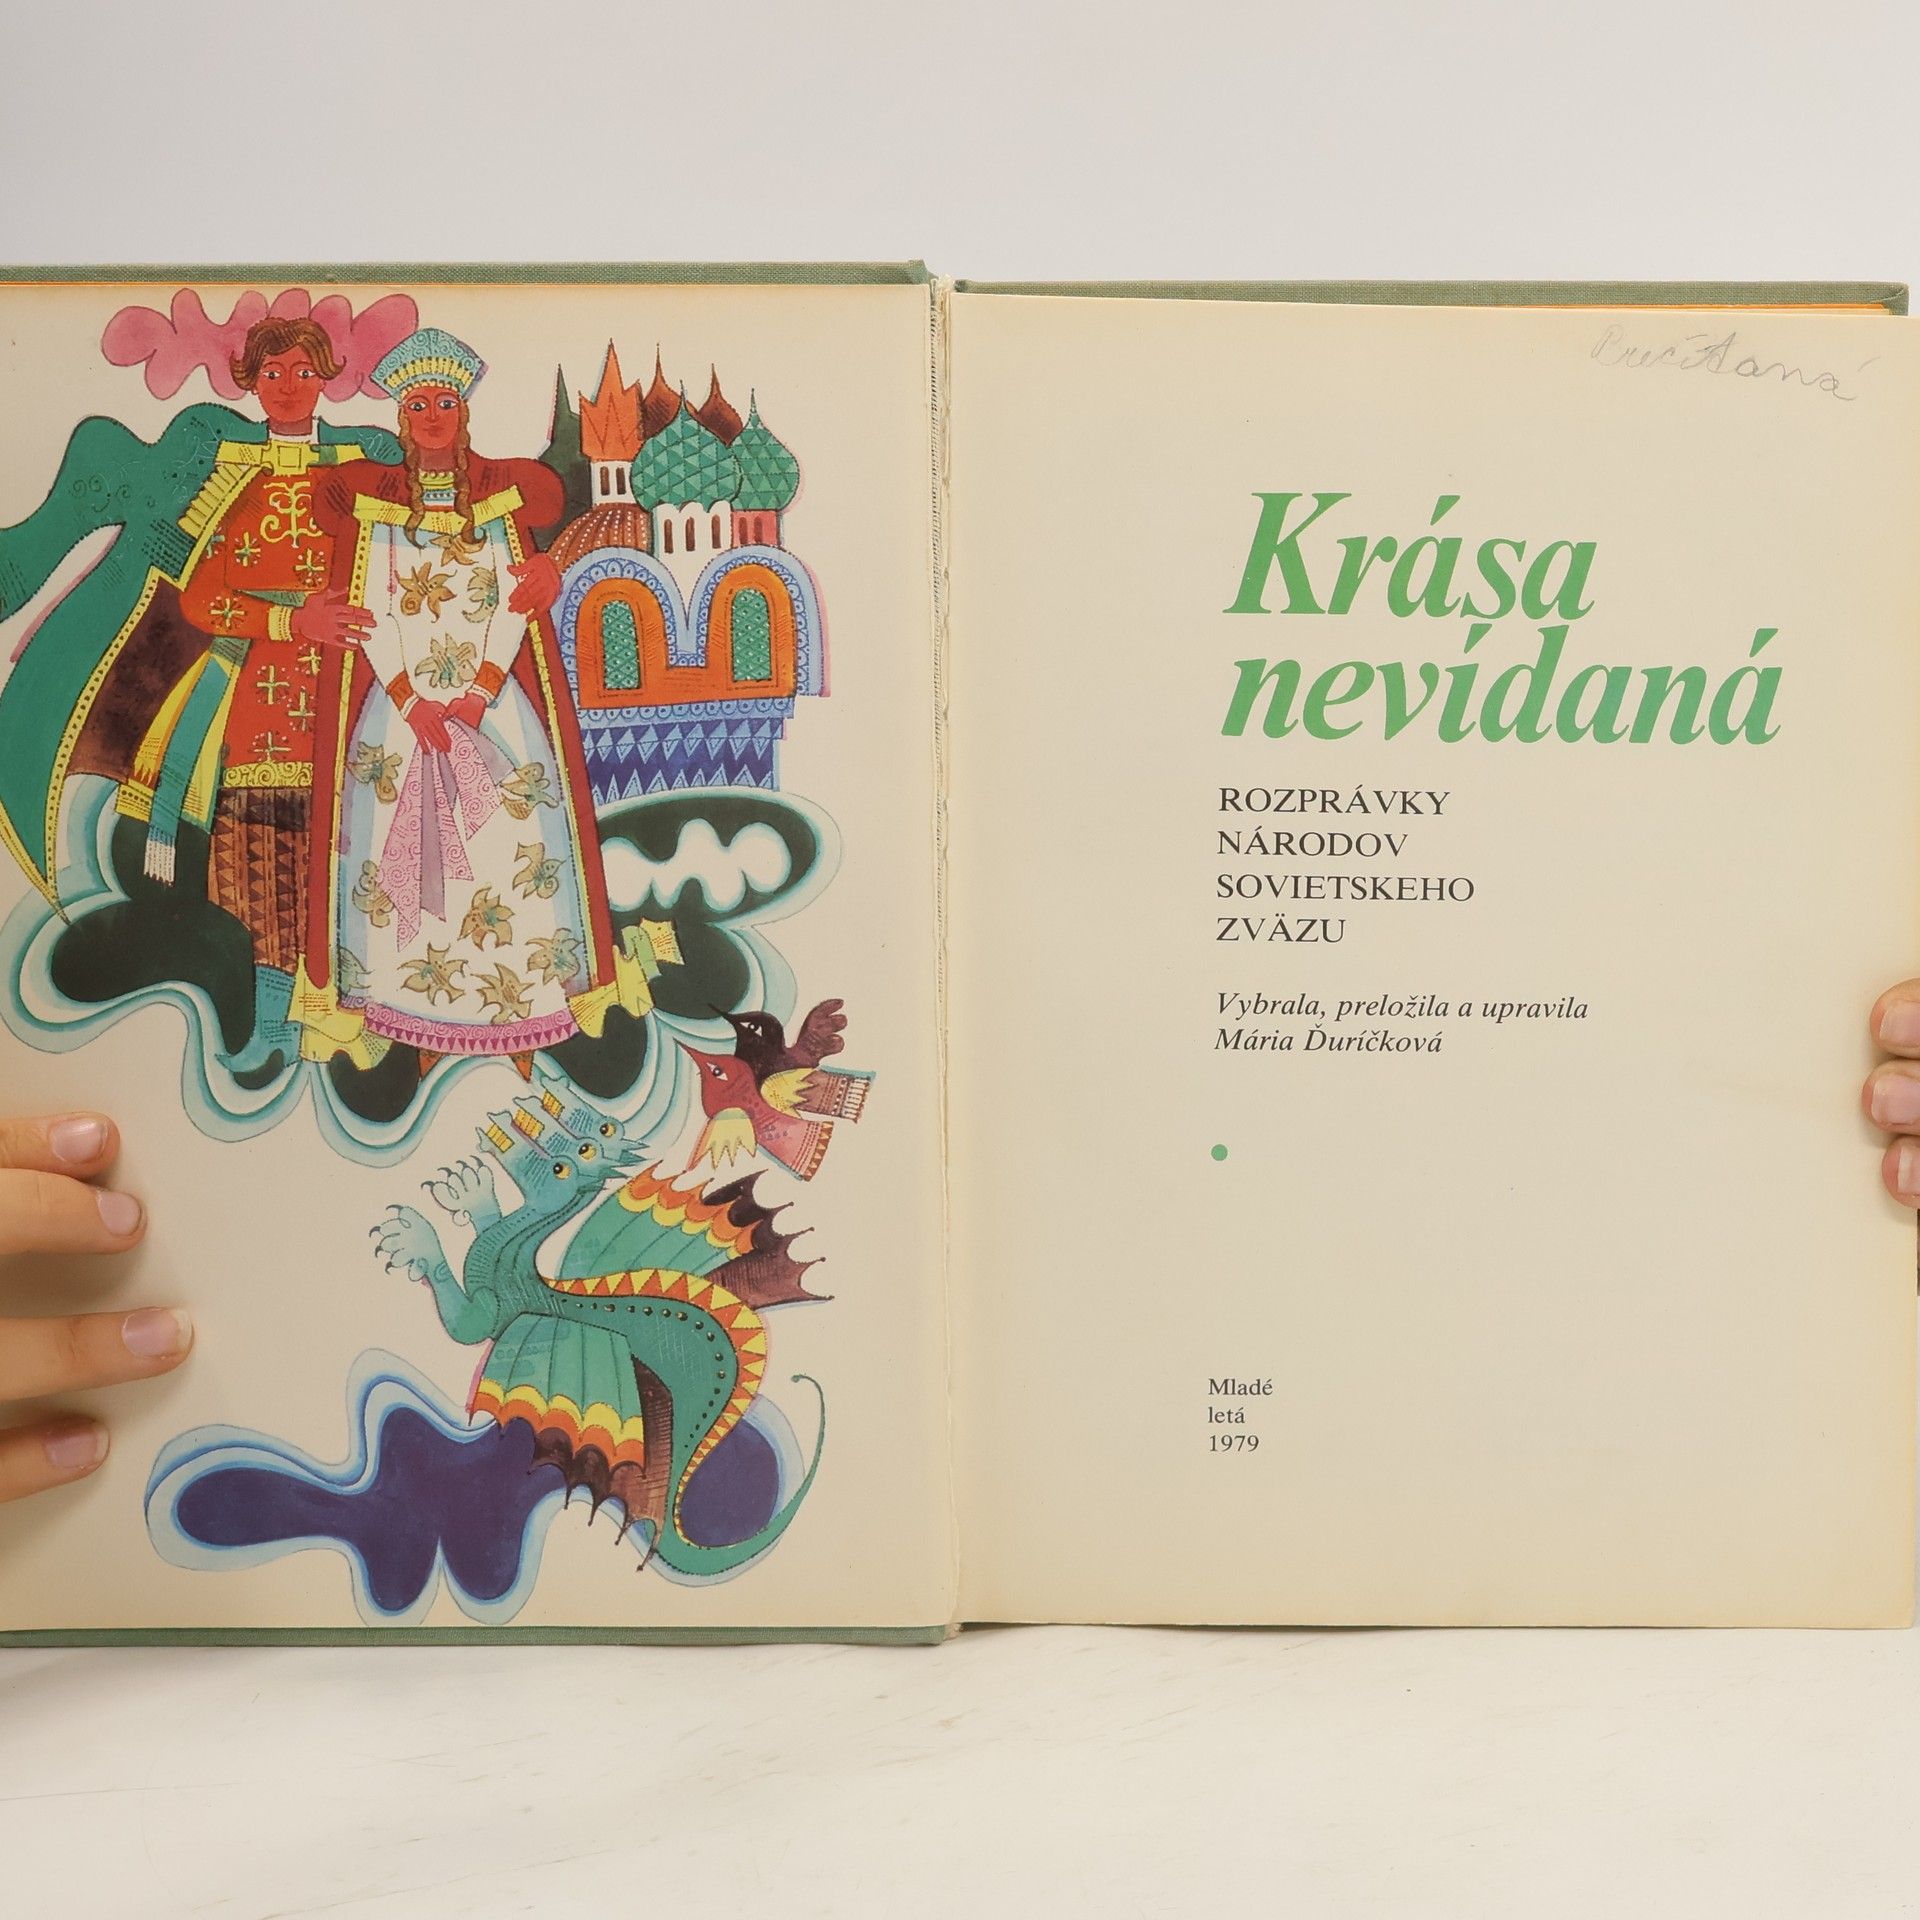 Prečítaná
Krása
nevídaná
ROZPRÁVKY
NÁRODOV
SOVIETSKEHO
ZVÄZU
Vybrala, preložila a upravila
Mária Ďuríčková
Mladé
letá
1979